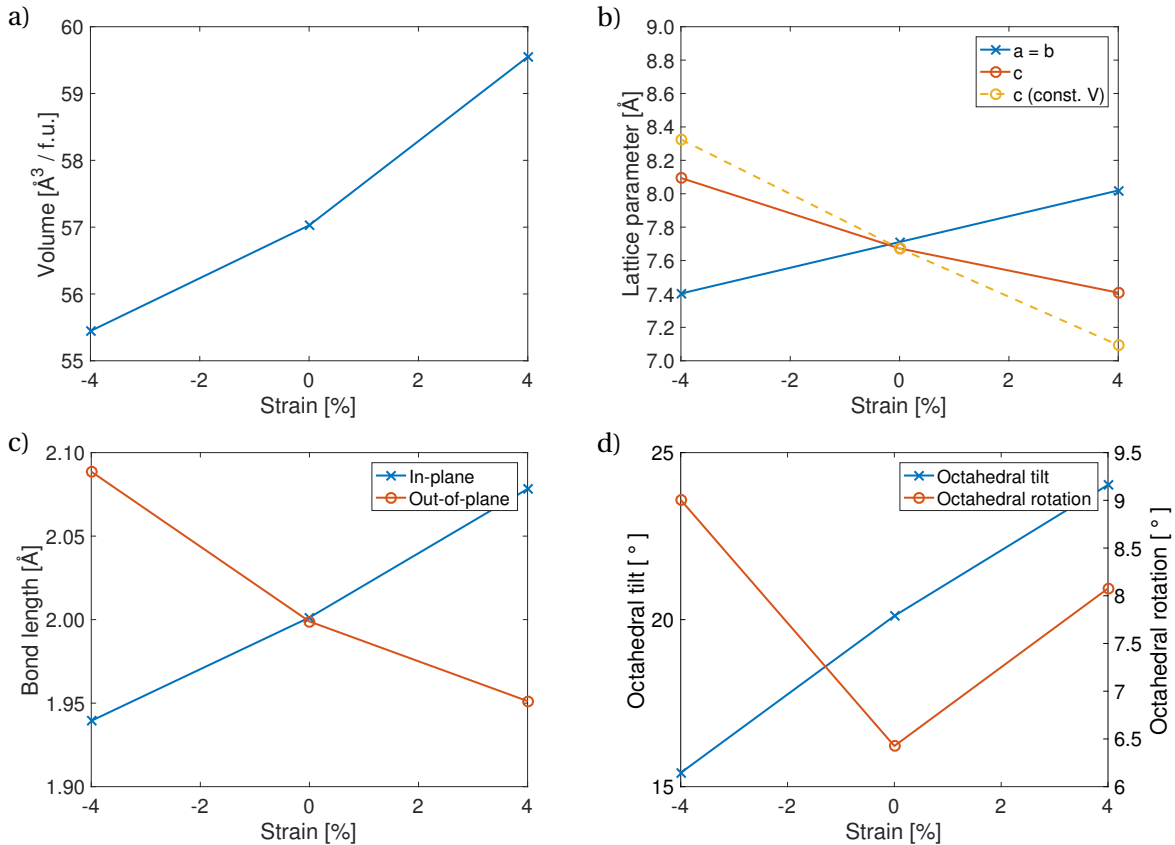 a)
60
59
58
57
56
55
Volume [Å³ / f.u.]
-4 -2 0 2 4
Strain [%]
b)
9.0
8.8
8.6
8.4
8.2
8.0
7.8
7.6
7.4
7.2
7.0
Lattice parameter [Å]
a = b
c
c (const. V)
-4 -2 0 2 4
Strain [%]
c)
2.10
2.05
2.00
1.95
1.90
Bond length [Å]
In-plane
Out-of-plane
-4 -2 0 2 4
Strain [%]
d)
25
20
15
Octahedral tilt [ ° ]
Octahedral tilt
Octahedral rotation
9.5
9
8.5
8
7.5
7
6.5
6
Octahedral rotation [ ° ]
-4 -2 0 2 4
Strain [%]